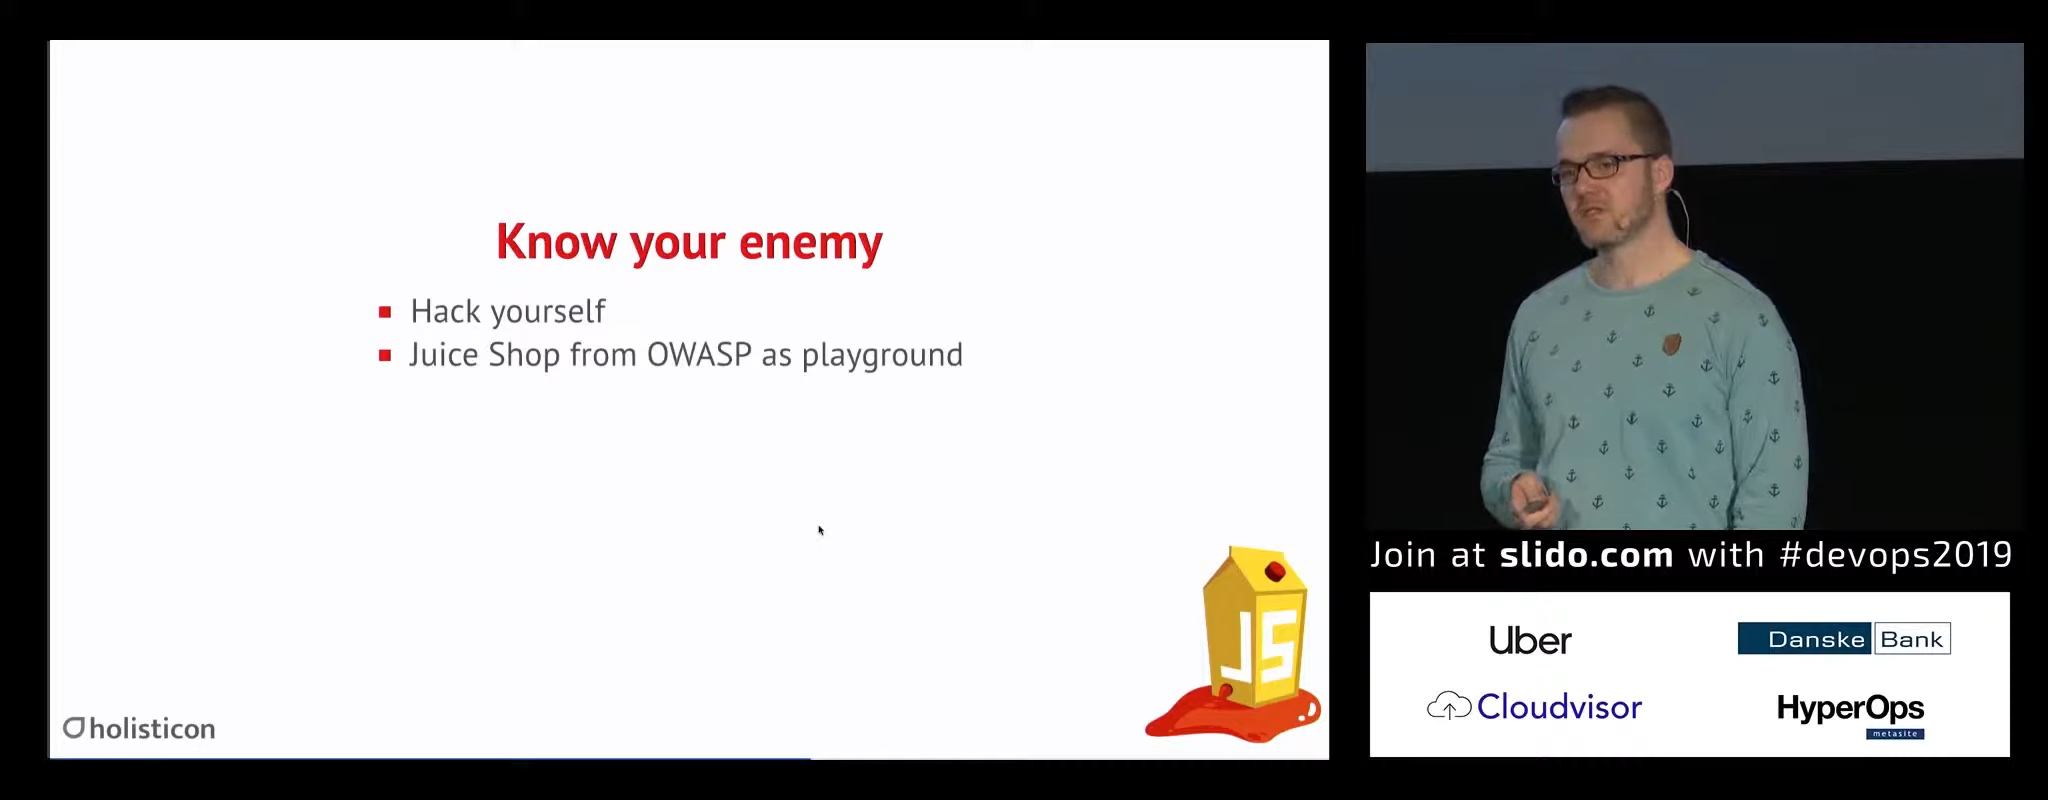 Know your enemy
Hack yourself
Juice Shop from OWASP as playground
JS
holisticon
Join at slido.com with #devops2019
Uber
Danske Bank
Cloudvisor
HyperOps
metasite